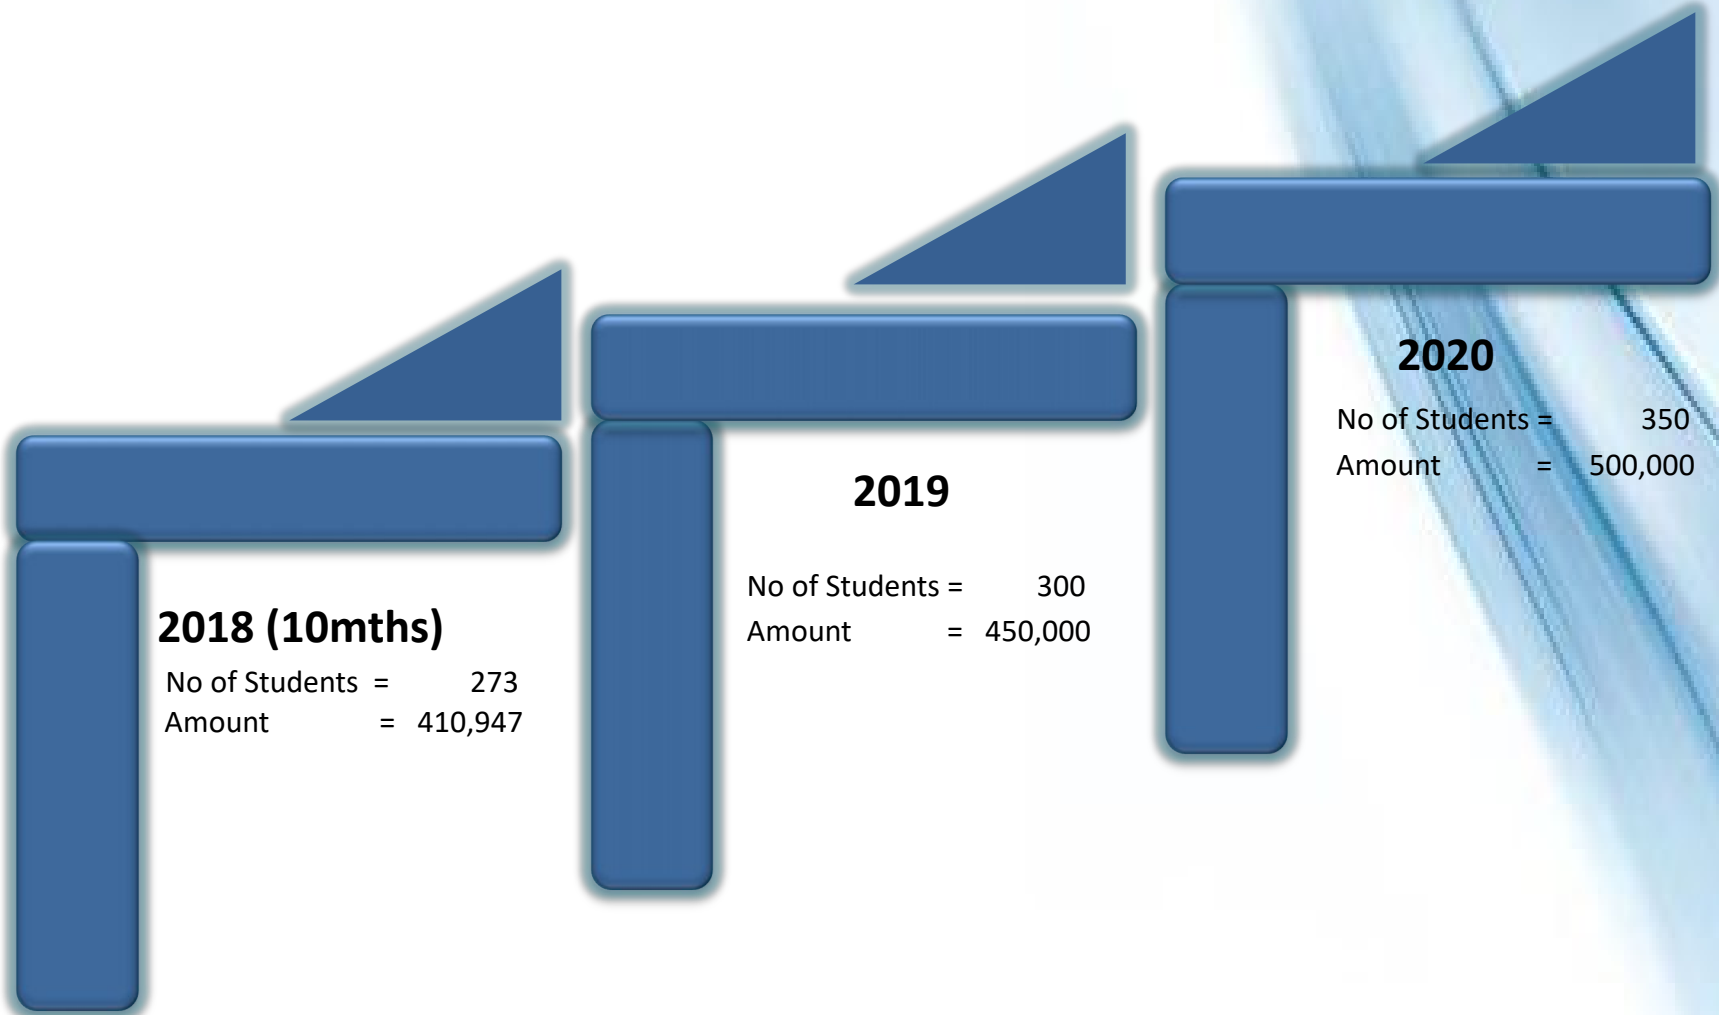 2018 (10mths)
No of Students = 273
Amount = 410,947
2019
No of Students = 300
Amount = 450,000
2020
No of Students = 350
Amount = 500,000